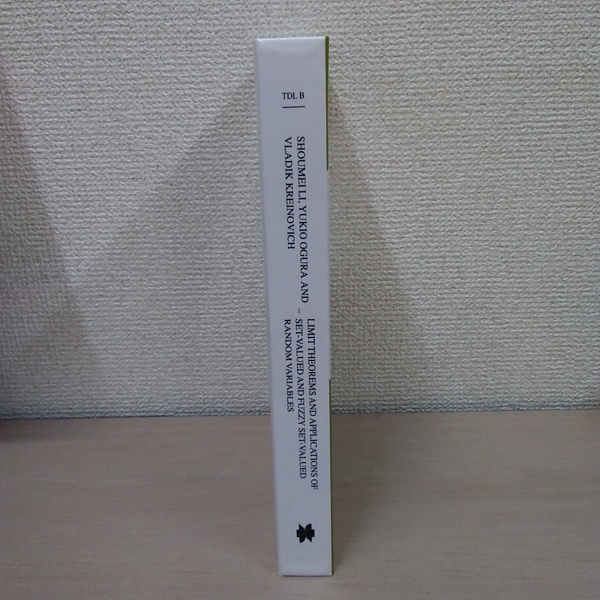 TDL B
SHOUMEI LI, YUKIO OGURA AND
VLADIK KREINOVICH
–
LIMIT THEOREMS AND APPLICATIONS OF
SET-VALUED AND FUZZY SET-VALUED
RANDOM VARIABLES